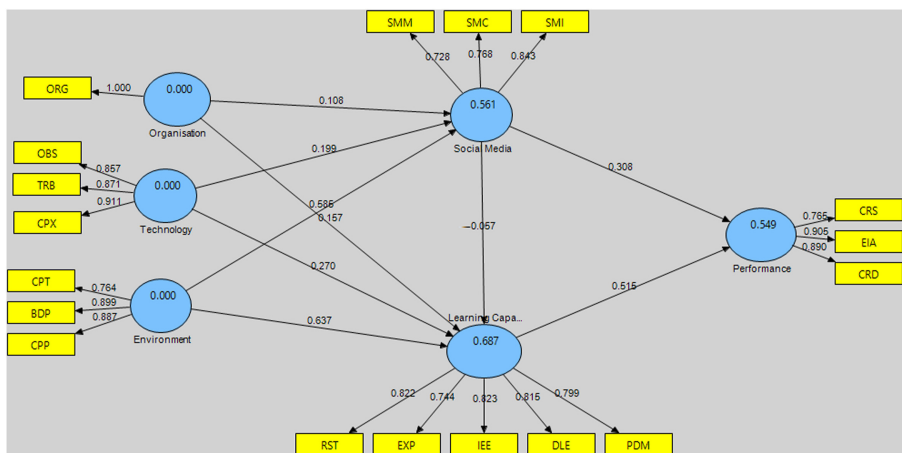 SMM
SMC
SMI
0.728
0.768
0.843
ORG
1.000
0.000
Organisation
0.108
0.561
Social Media
OBS
0.857
TRB
0.871
CPX
0.911
0.000
Technology
0.199
0.586
0.157
0.308
-0.057
CRS
0.765
EIA
0.905
CRD
0.890
0.549
Performance
CPT
0.764
BDP
0.899
CPP
0.887
0.000
Environment
0.270
0.637
0.515
Learning Capa...
0.687
0.822
0.744
0.823
0.815
0.799
RST
EXP
IEE
DLE
PDM